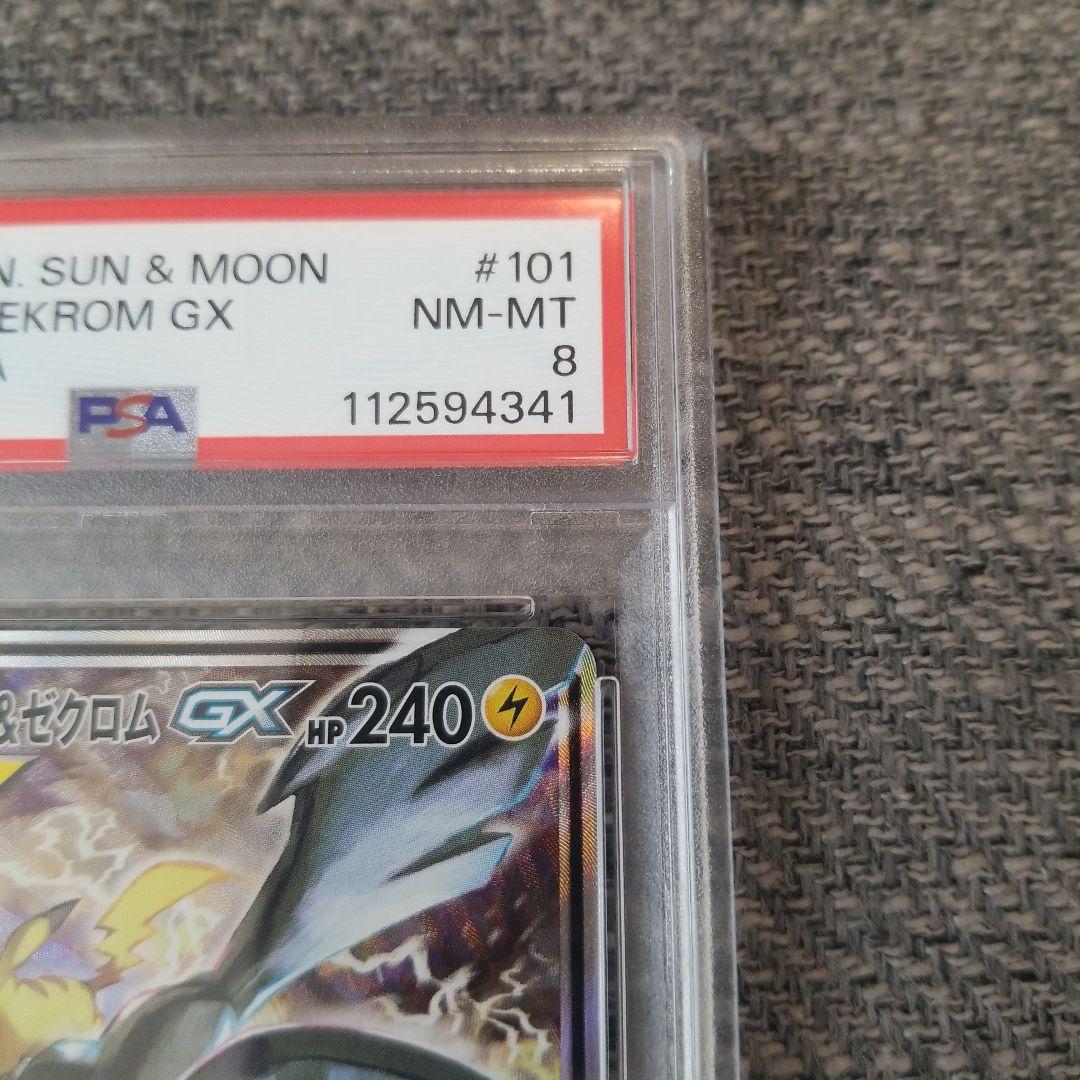 N. SUN & MOON #101
EKROM GX NM-MT
8
PSA 112594341
&ゼクロム GX HP 240